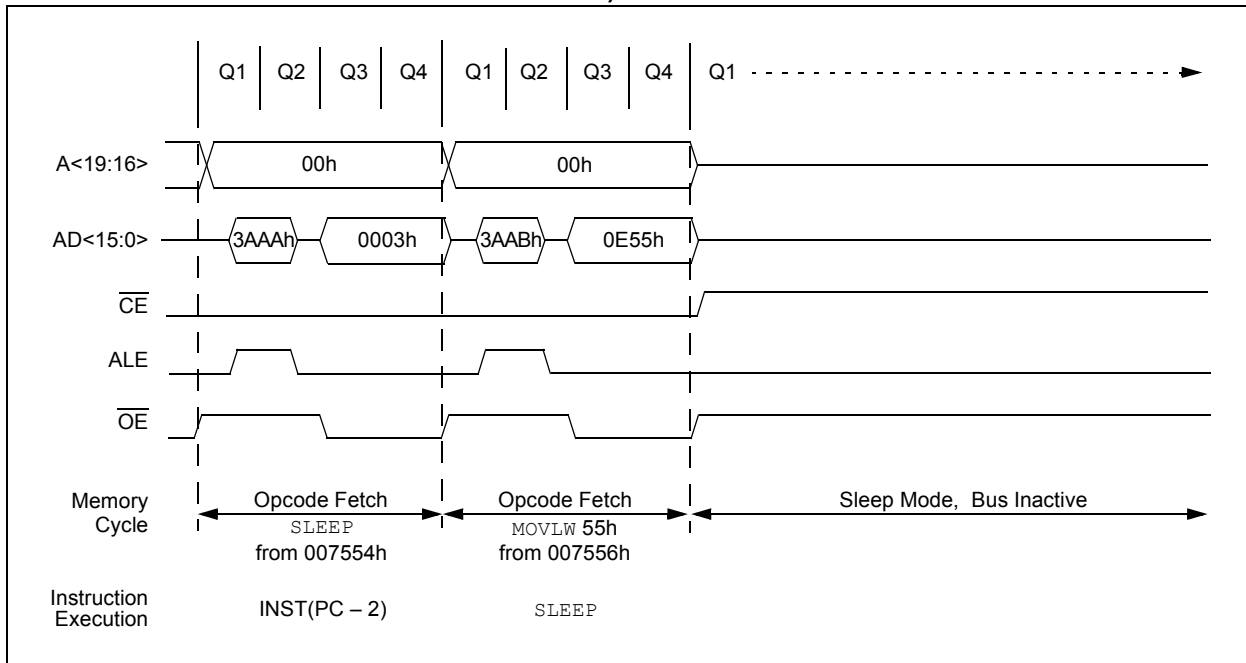 Q1 Q2 Q3 Q4 Q1 Q2 Q3 Q4 Q1
A<19:16> 00h 00h
AD<15:0> 3AAAh 0003h 3AABh 0E55h
CE
ALE
OE
Memory Cycle
Opcode Fetch
SLEEP
from 007554h
Opcode Fetch
MOVLW 55h
from 007556h
Sleep Mode, Bus Inactive
Instruction
Execution
INST(PC – 2)
SLEEP